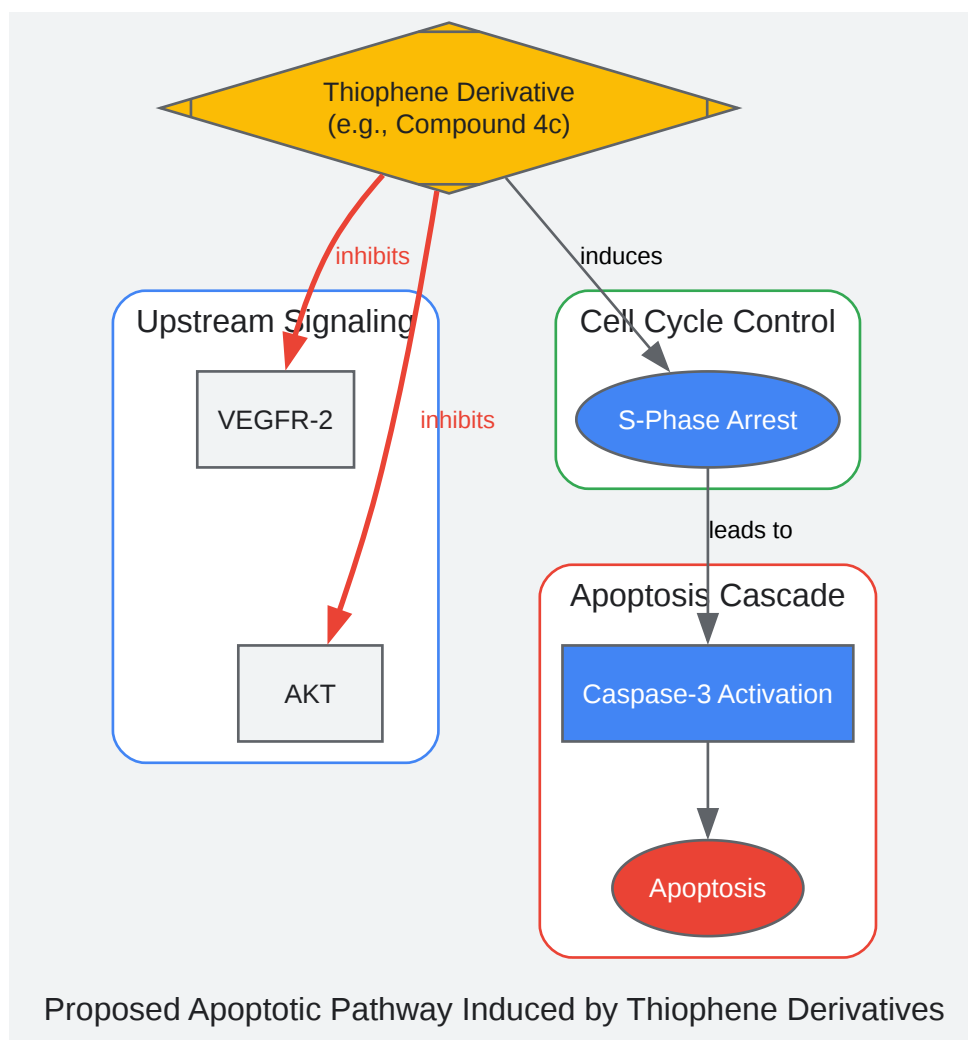 Thiophene Derivative
(e.g., Compound 4c)
inhibits
induces
Upstream Signaling
Cell Cycle Control
VEGFR-2
inhibits
S-Phase Arrest
leads to
Apoptosis Cascade
AKT
Caspase-3 Activation
Apoptosis
Proposed Apoptotic Pathway Induced by Thiophene Derivatives